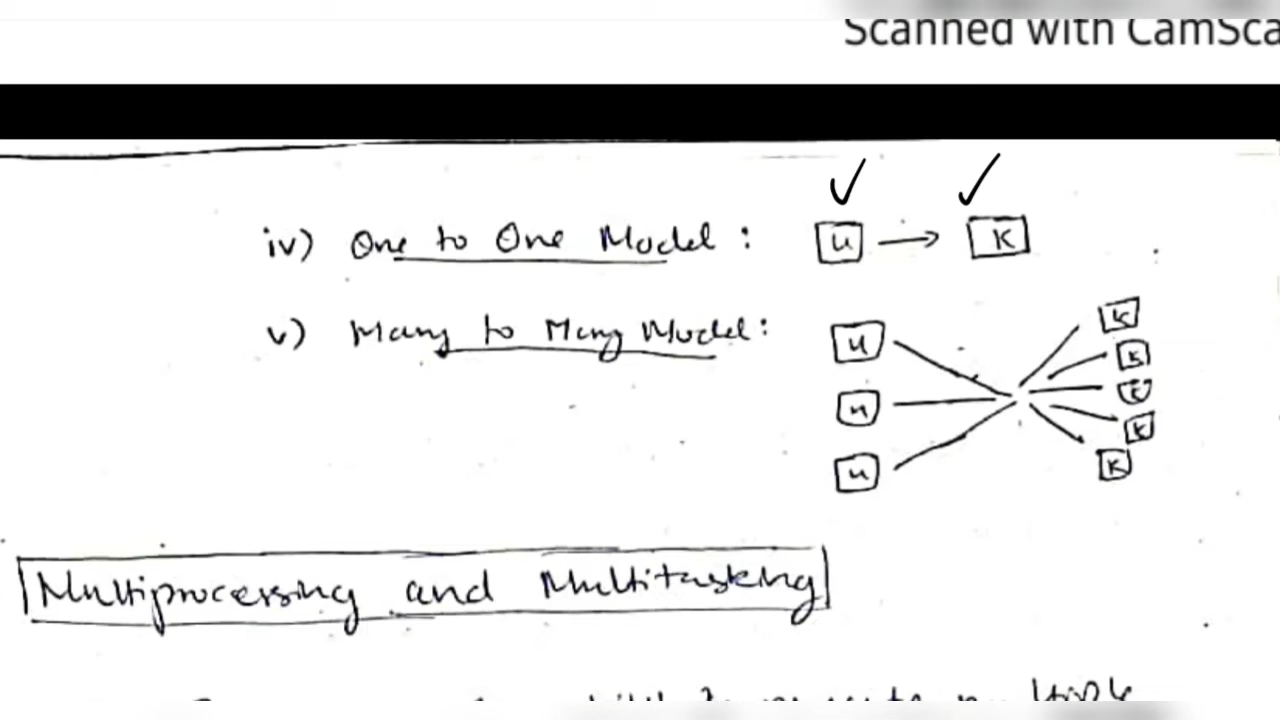 Scanned with CamSca
iv) One to One Model : u → K
v) Many to Many Model :
u
u
u
K
K
K
K
Multiprocessing and Multitasking